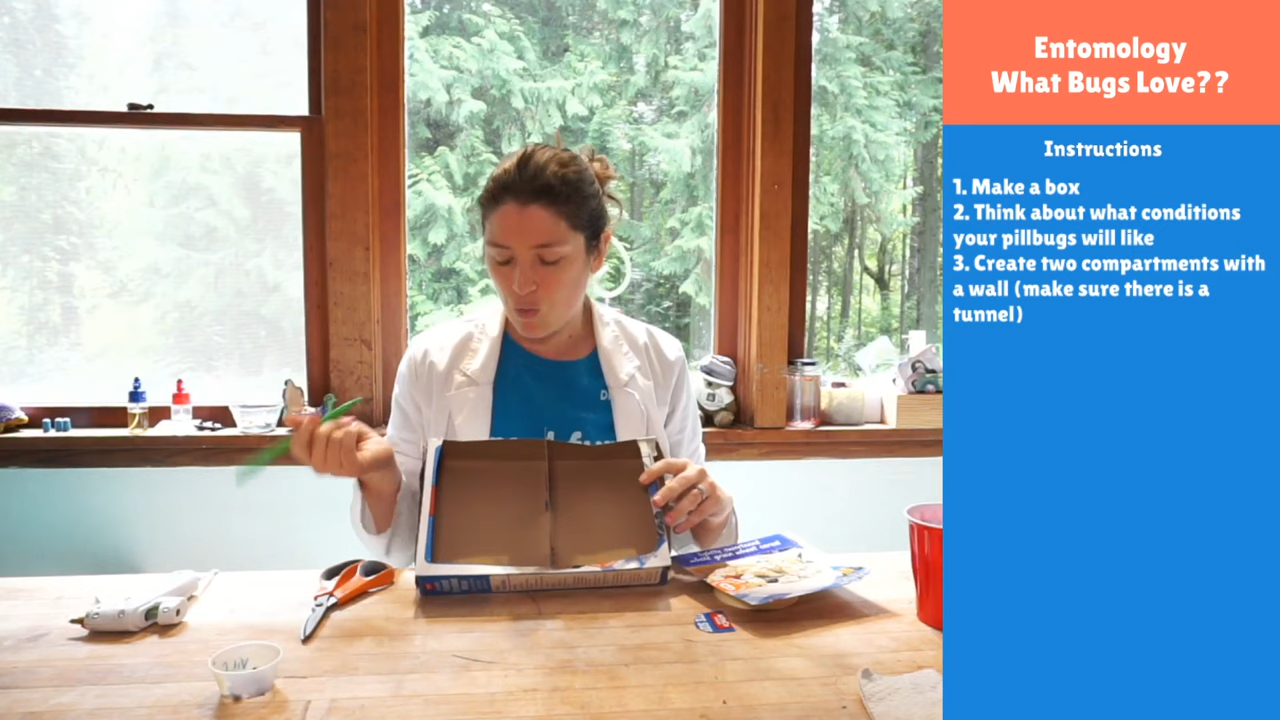 Entomology
What Bugs Love??
Instructions
1. Make a box
2. Think about what conditions
your pillbugs will like
3. Create two compartments with
a wall (make sure there is a
tunnel)